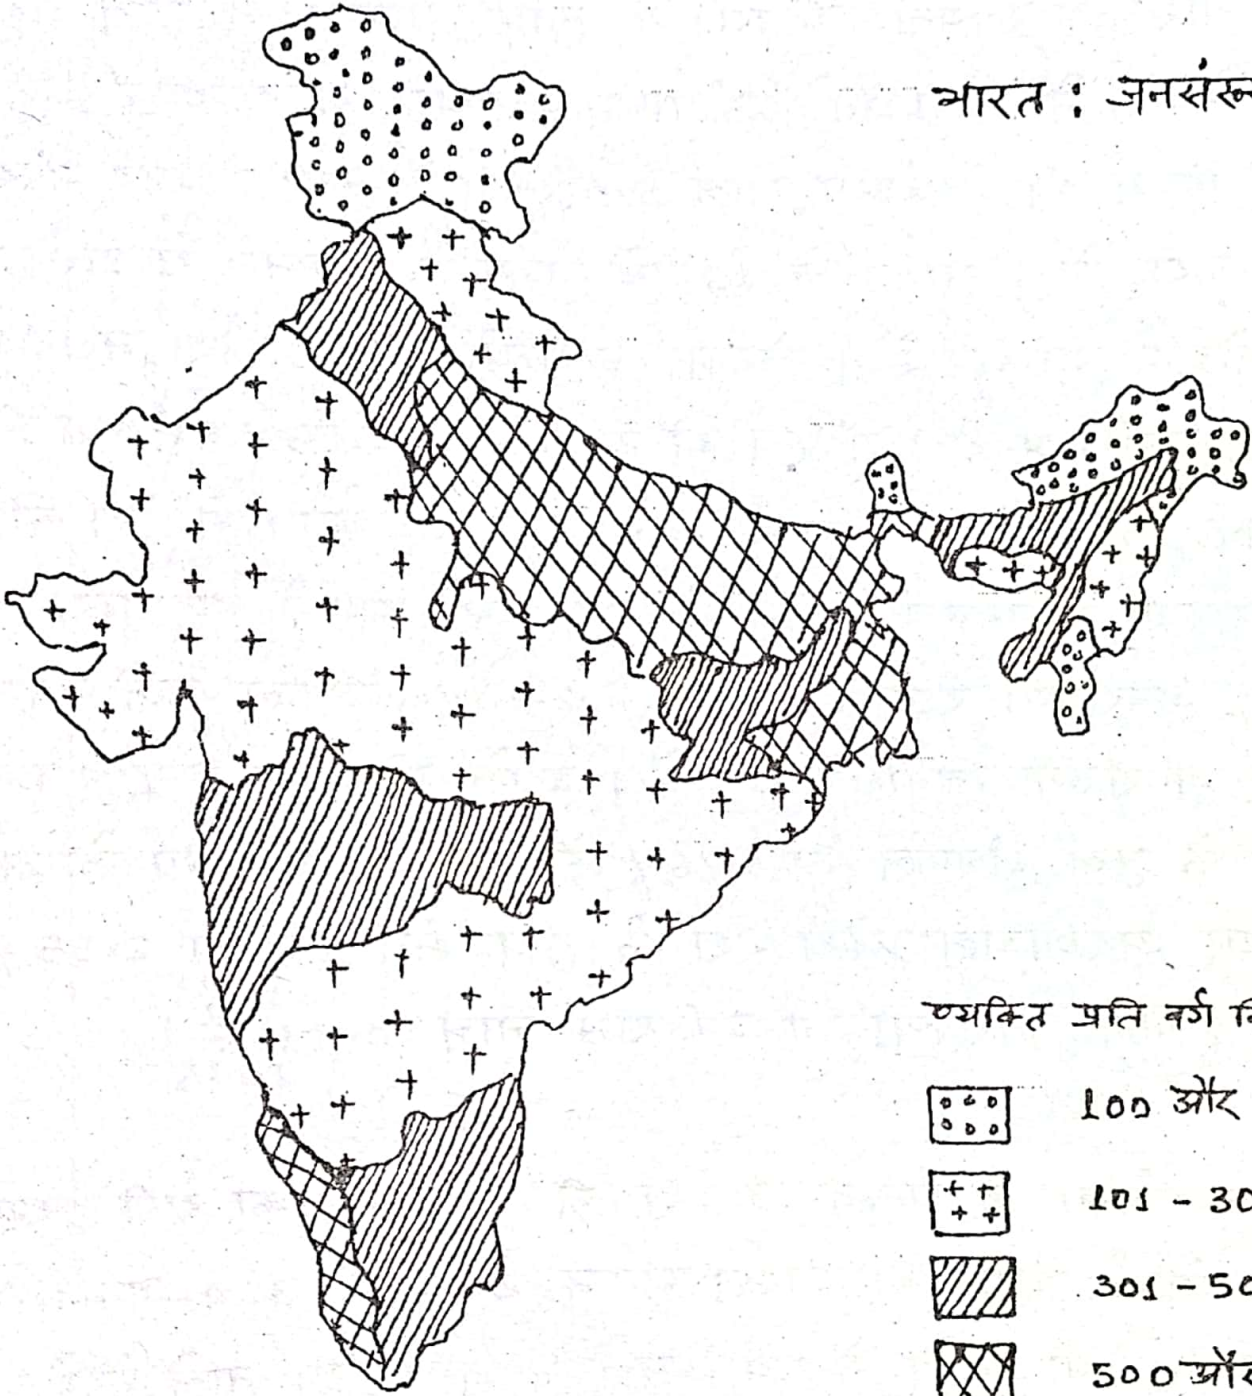 भारत : जनसंख
व्यक्ति प्रति वर्ग
100 और
101 - 30
301 - 50
500 और